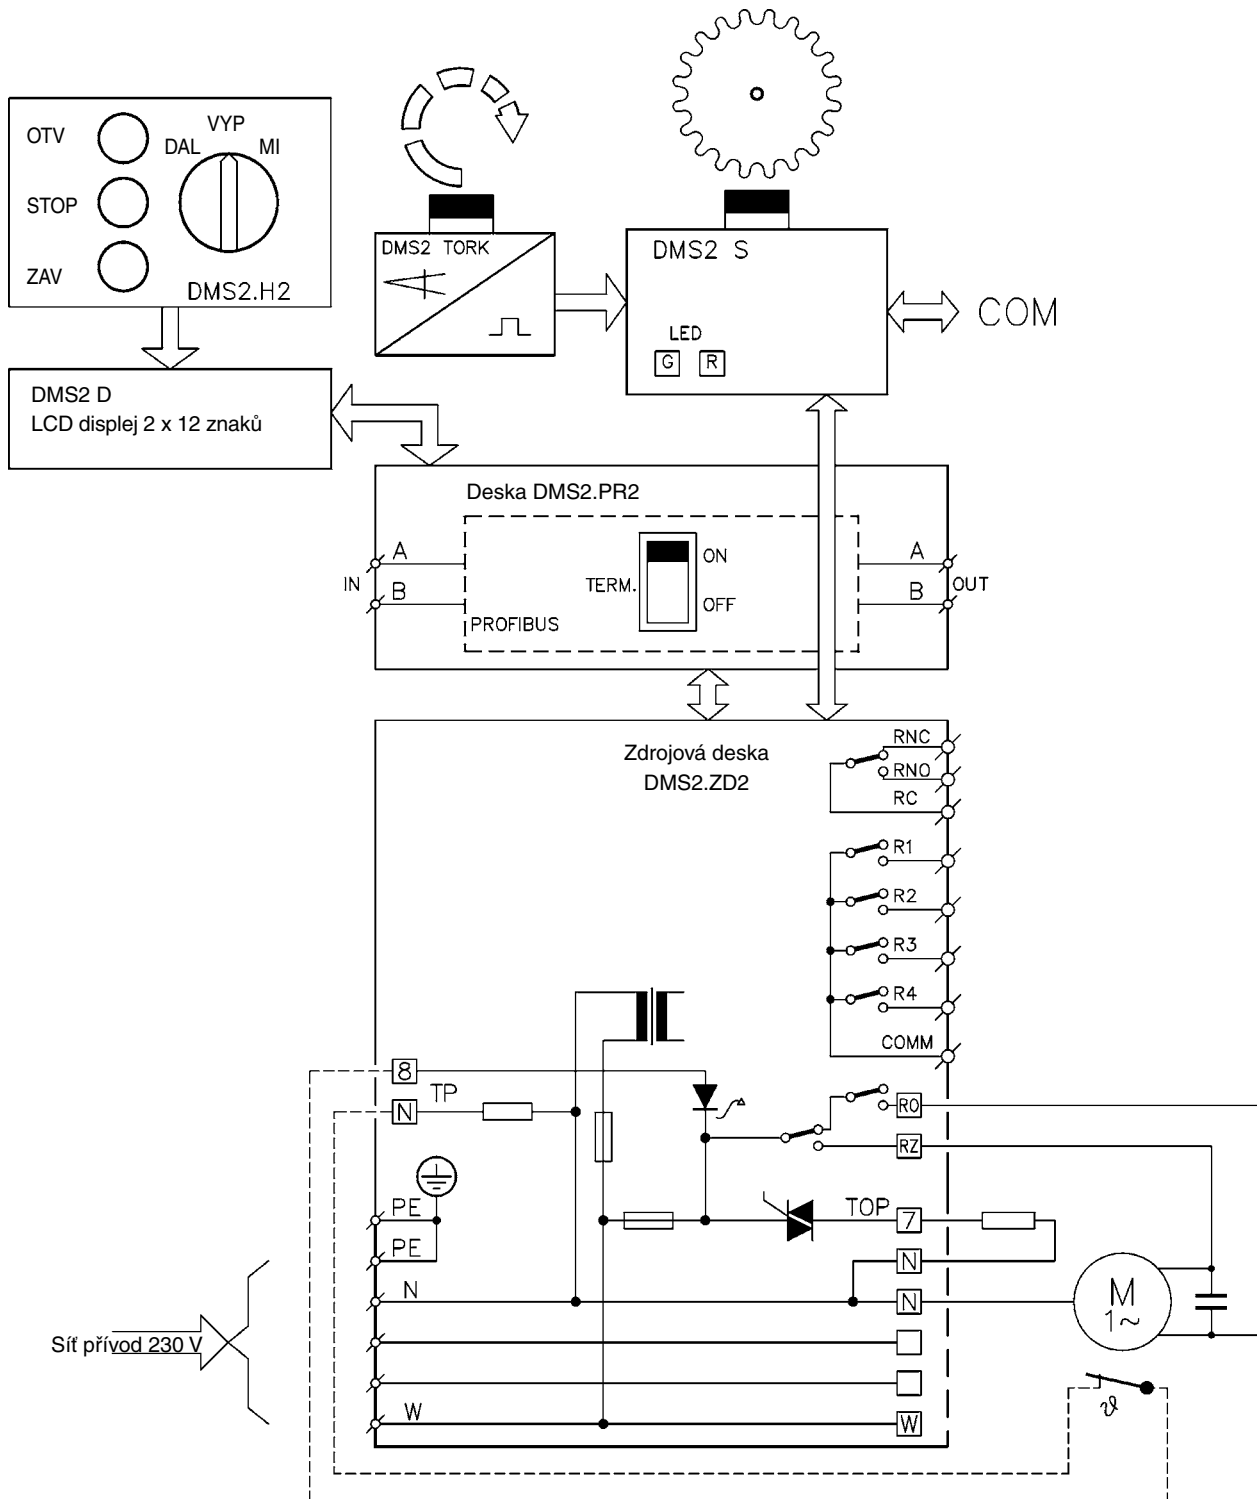 OTV
VYP
DAL
MI
STOP
ZAV
DMS2.H2
DMS2 TORK
DMS2 S
LED
G
R
COM
DMS2 D
LCD displej 2 x 12 znaků
Deska DMS2.PR2
A
IN
B
TERM.
ON
OFF
PROFIBUS
A
OUT
B
Zdrojová deska
DMS2.ZD2
RNC
RNO
RC
R1
R2
R3
R4
COMM
8
TP
N
RO
RZ
PE
TOP
7
PE
N
N
N
M
1~
Síť přívod 230 V
W
W
ϑ